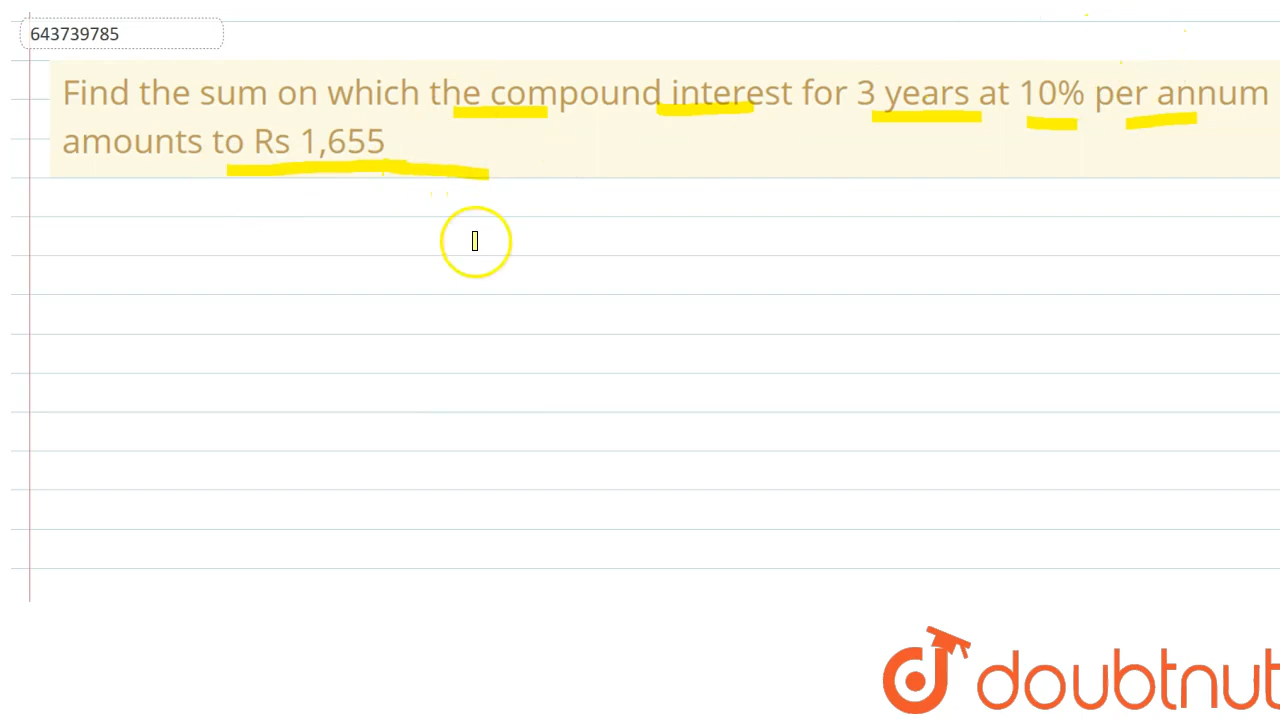 643739785
Find the sum on which the compound interest for 3 years at 10% per annum
amounts to Rs 1,655
doubtnut